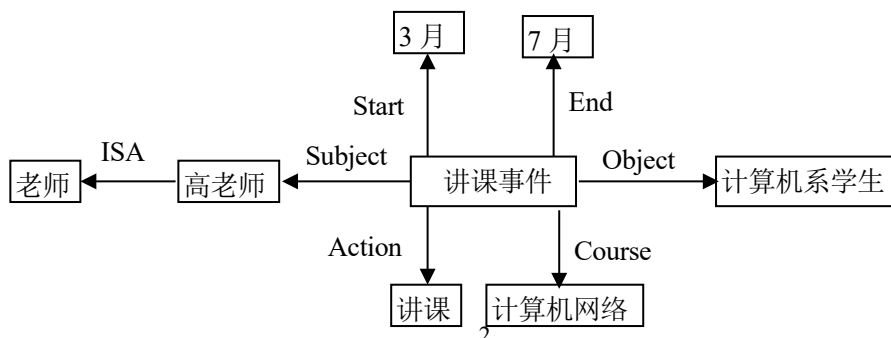 3 月
7 月
Start
End
ISA
Subject
Object
老师
高老师
讲课事件
计算机系学生
Action
Course
讲课
计算机网络
2